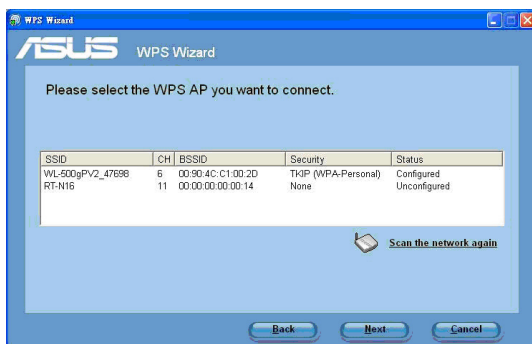 WPS Wizard
ASUS WPS Wizard
Please select the WPS AP you want to connect.
SSID CH BSSID Security Status
WL-500gPV2_47698 6 00:90:4C:C1:00:2D TKIP (WPA-Personal) Configured
RT-N16 11 00:00:00:00:00:14 None Unconfigured
Scan the network again
Back Next Cancel